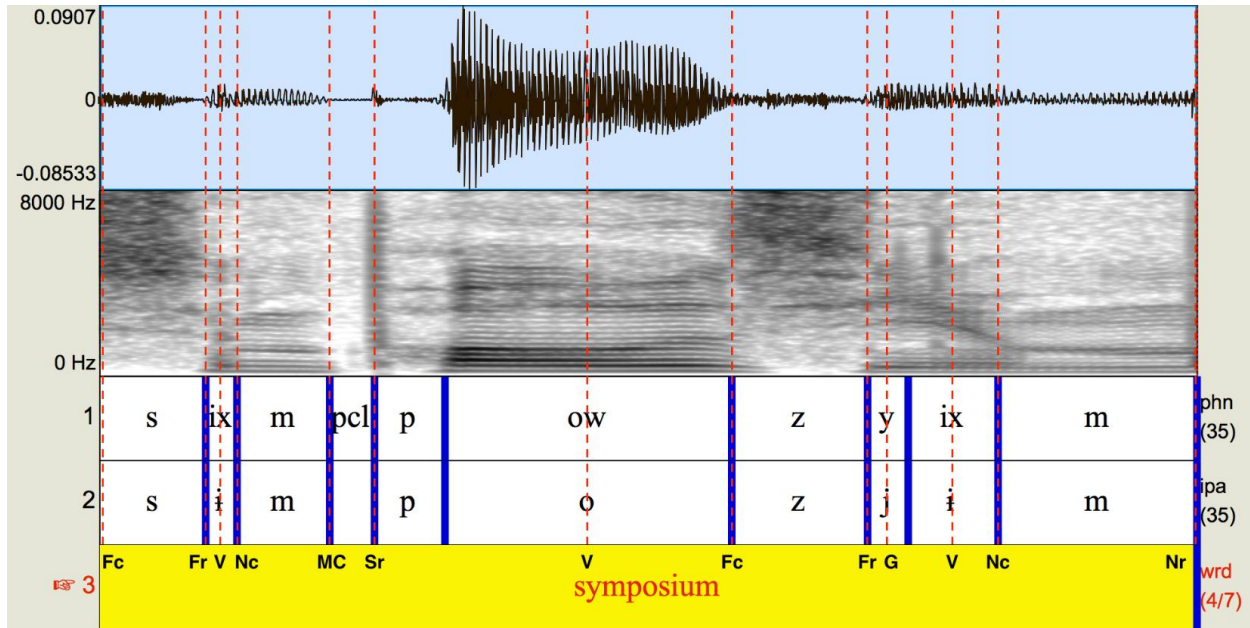 0.0907
0
-0.08533
8000 Hz
0 Hz
1 s ix m pcl p ow z y ix m phn (35)
2 s ɨ m p o z j ɨ m ipa (35)
Fc Fr V Nc MC Sr V Fc Fr G V Nc Nr
☞ 3 symposium wrd (4/7)